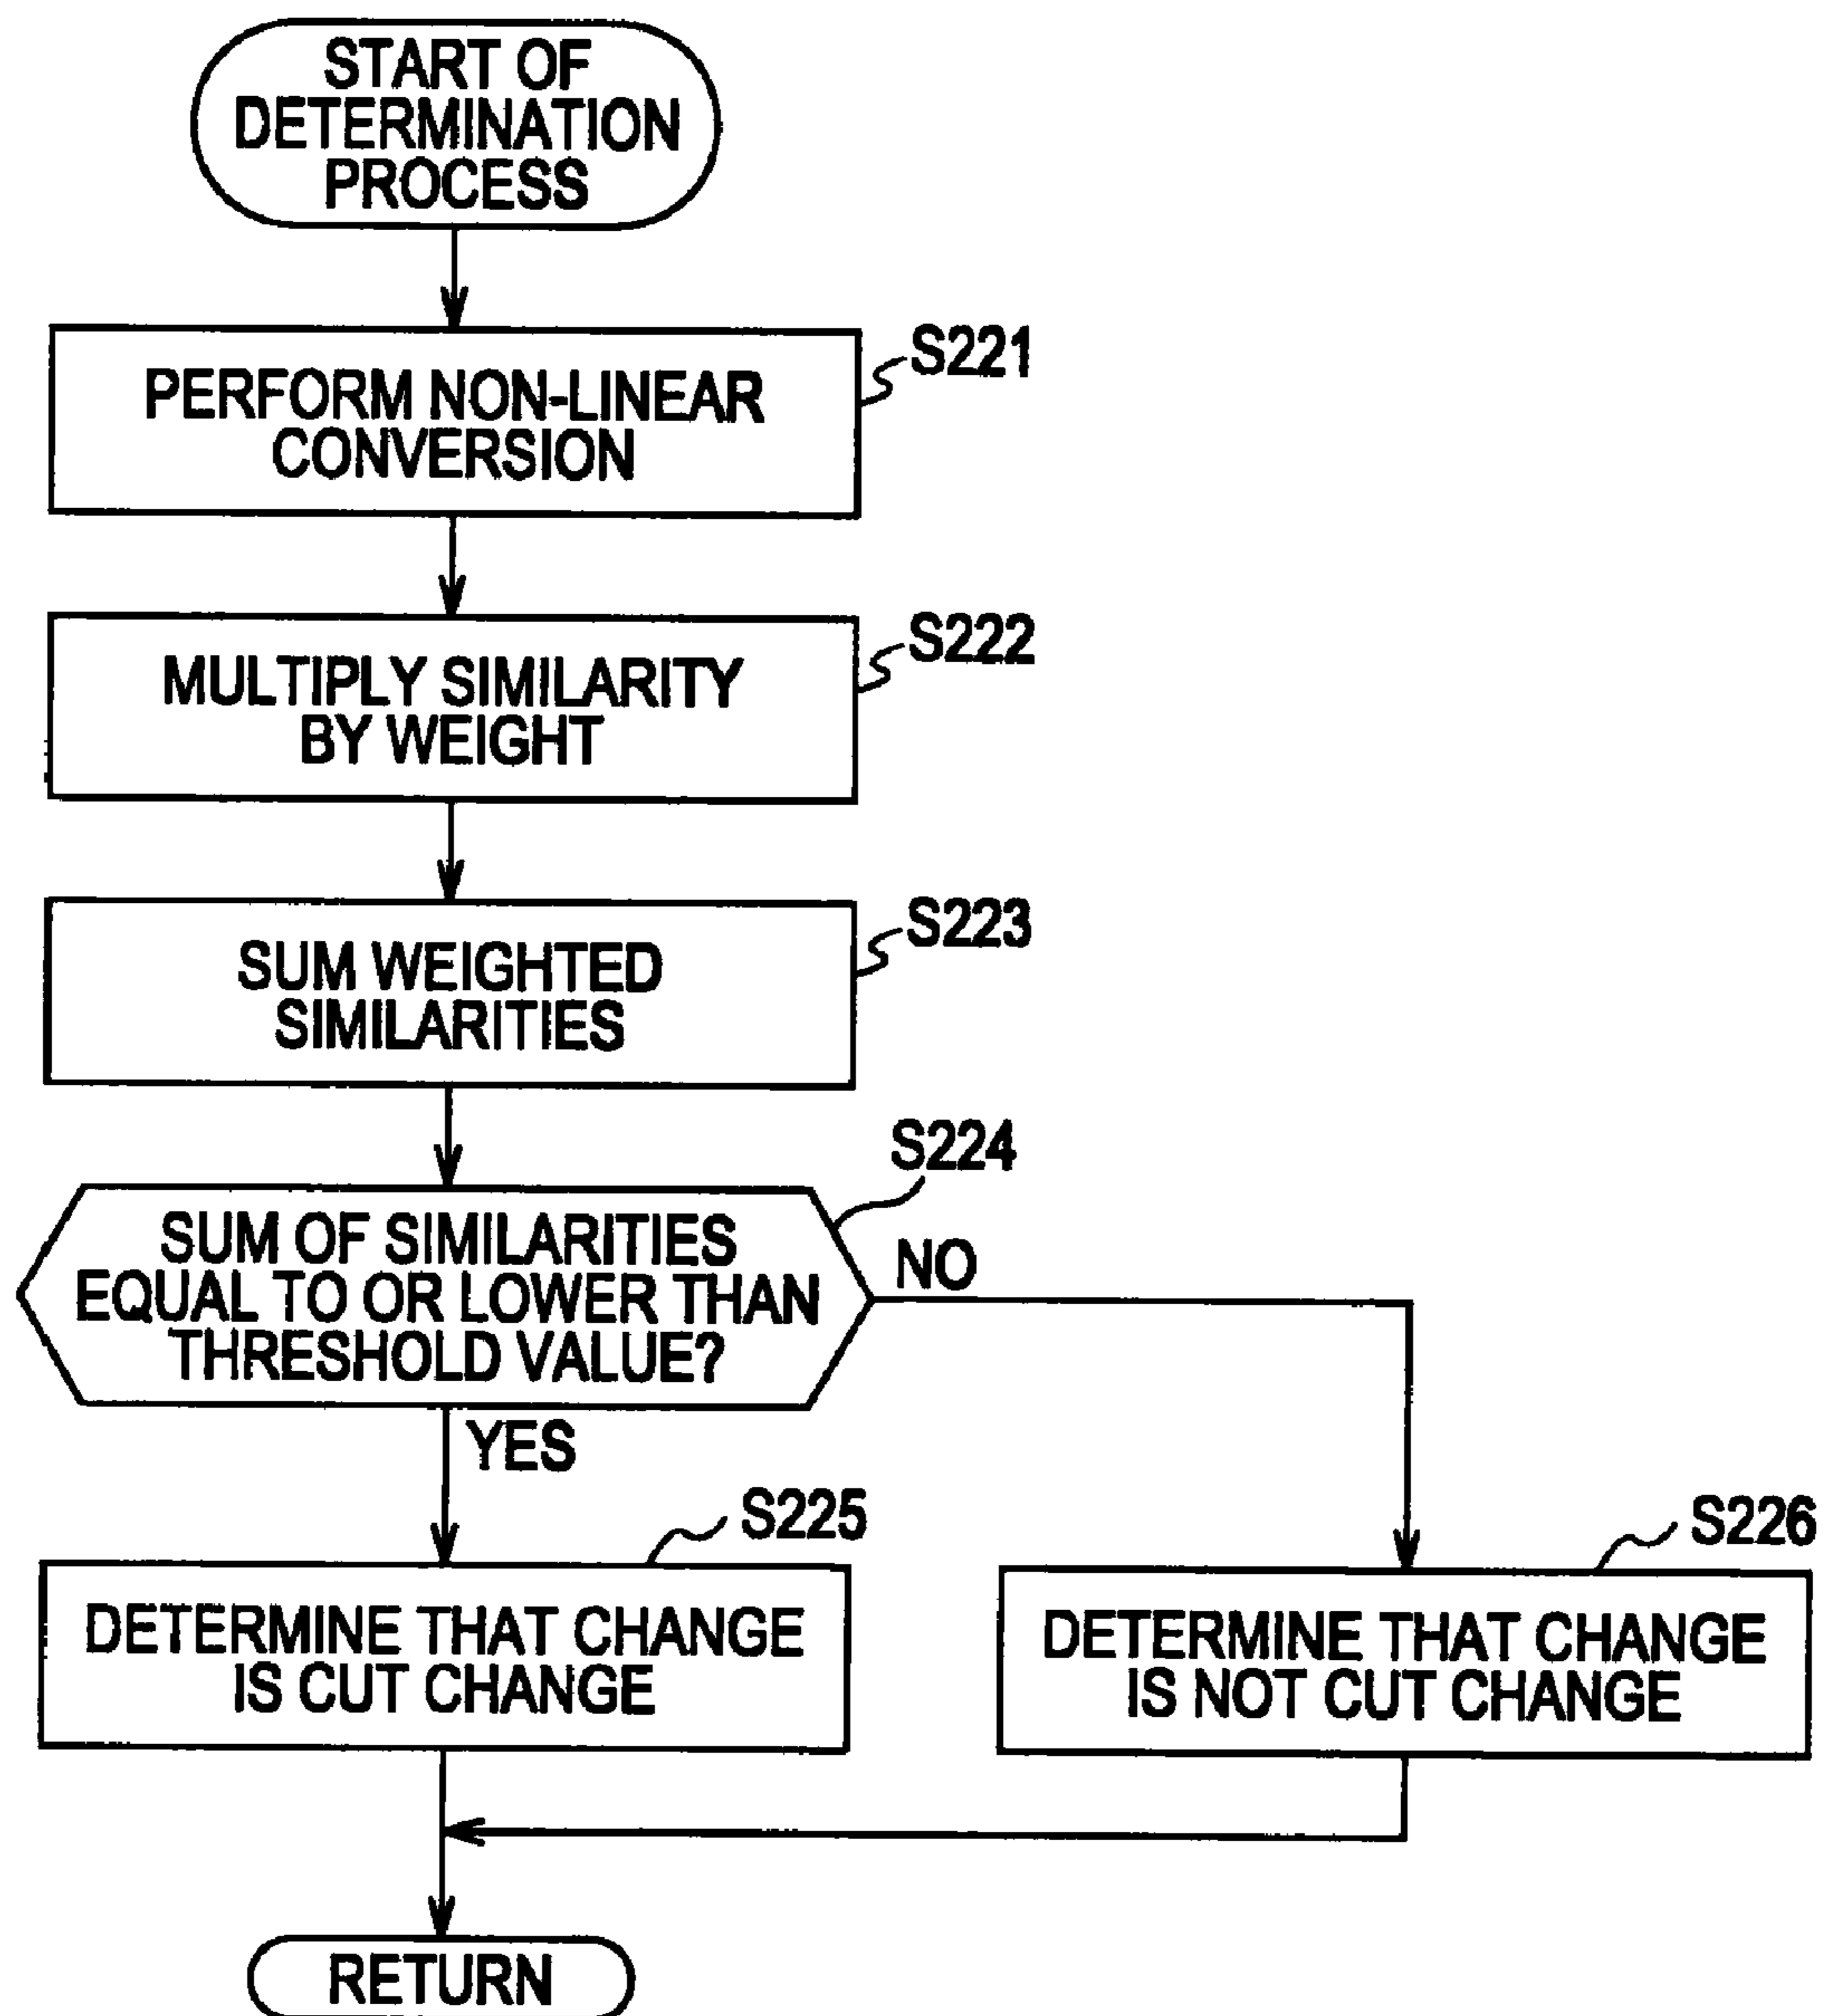 START OF
DETERMINATION
PROCESS
S221
PERFORM NON-LINEAR
CONVERSION
S222
MULTIPLY SIMILARITY
BY WEIGHT
S223
SUM WEIGHTED
SIMILARITIES
S224
SUM OF SIMILARITIES
EQUAL TO OR LOWER THAN
THRESHOLD VALUE?
NO
YES
S225
DETERMINE THAT CHANGE
IS CUT CHANGE
S226
DETERMINE THAT CHANGE
IS NOT CUT CHANGE
RETURN